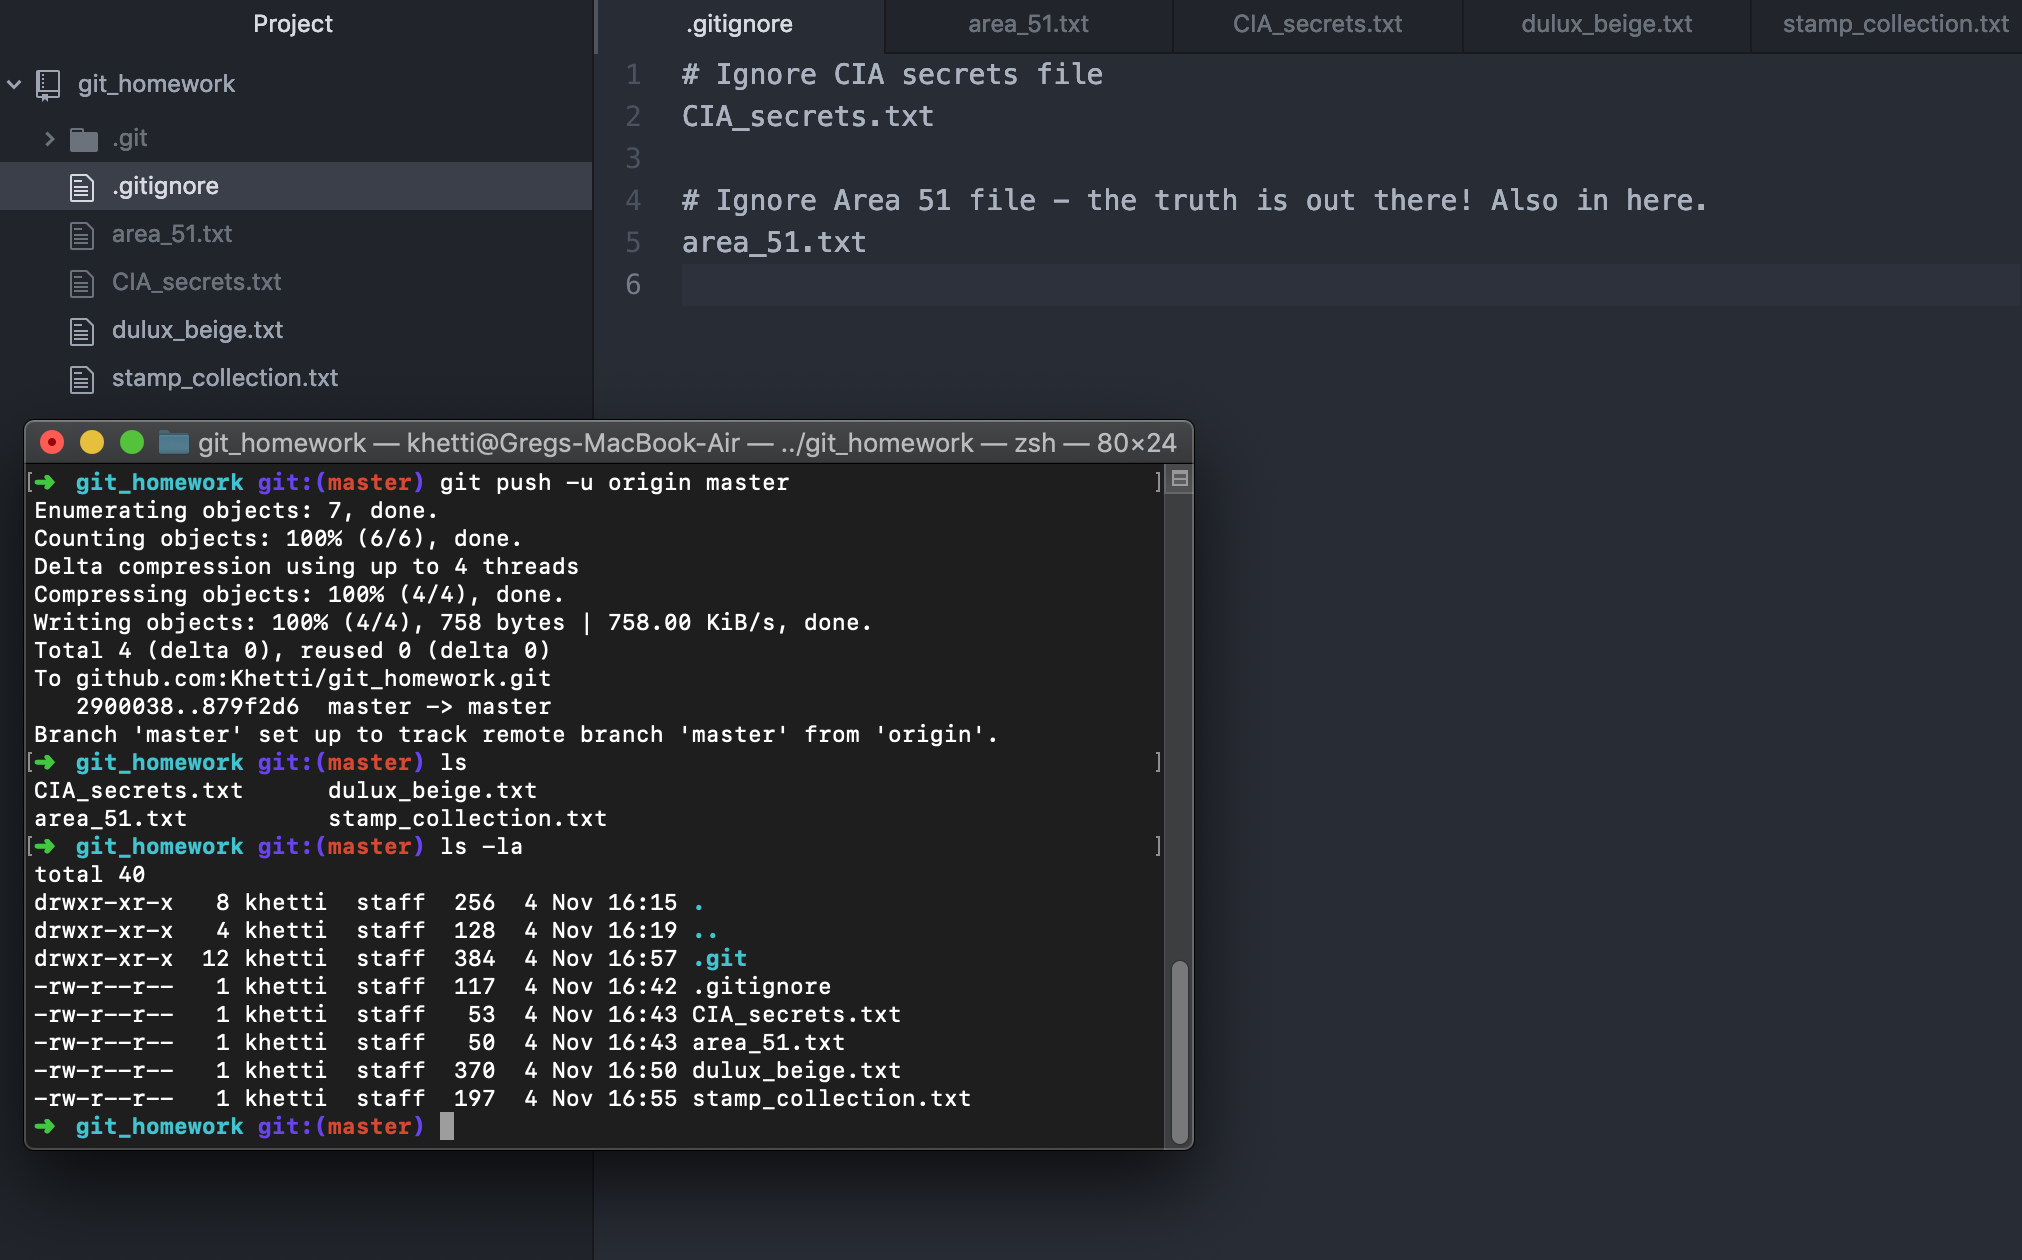 Project
git_homework
.git
.gitignore
area_51.txt
CIA_secrets.txt
dulux_beige.txt
stamp_collection.txt
.gitignore area_51.txt CIA_secrets.txt dulux_beige.txt stamp_collection.txt
1 # Ignore CIA secrets file
2 CIA_secrets.txt
3
4 # Ignore Area 51 file - the truth is out there! Also in here.
5 area_51.txt
6
git_homework — khetti@Gregs-MacBook-Air — ../git_homework — zsh — 80×24
[➜ git_homework git:(master) git push -u origin master ]
Enumerating objects: 7, done.
Counting objects: 100% (6/6), done.
Delta compression using up to 4 threads
Compressing objects: 100% (4/4), done.
Writing objects: 100% (4/4), 758 bytes | 758.00 KiB/s, done.
Total 4 (delta 0), reused 0 (delta 0)
To github.com:Khetti/git_homework.git
   2900038..879f2d6  master -> master
Branch 'master' set up to track remote branch 'master' from 'origin'.
[➜ git_homework git:(master) ls ]
CIA_secrets.txt      dulux_beige.txt
area_51.txt          stamp_collection.txt
[➜ git_homework git:(master) ls -la ]
total 40
drwxr-xr-x   8 khetti  staff  256  4 Nov 16:15 .
drwxr-xr-x   4 khetti  staff  128  4 Nov 16:19 ..
drwxr-xr-x  12 khetti  staff  384  4 Nov 16:57 .git
-rw-r--r--   1 khetti  staff  117  4 Nov 16:42 .gitignore
-rw-r--r--   1 khetti  staff   53  4 Nov 16:43 CIA_secrets.txt
-rw-r--r--   1 khetti  staff   50  4 Nov 16:43 area_51.txt
-rw-r--r--   1 khetti  staff  370  4 Nov 16:50 dulux_beige.txt
-rw-r--r--   1 khetti  staff  197  4 Nov 16:55 stamp_collection.txt
➜ git_homework git:(master)